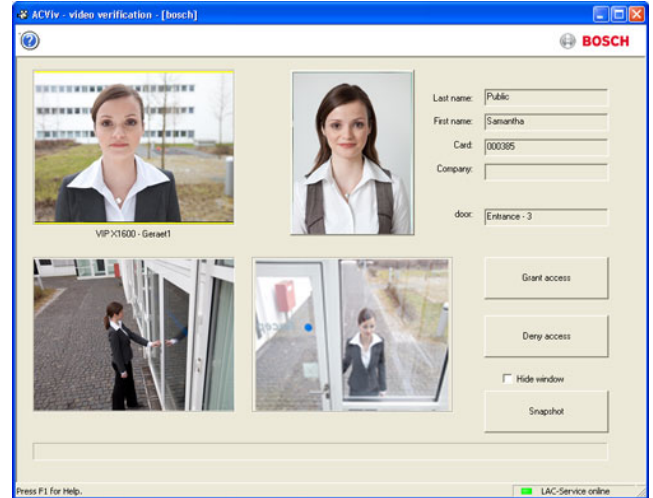 ACViv - video verification - [bosch]
BOSCH
Last name: Public
First name: Samantha
Card: 000385
Company:
door: Entrance - 3
VIP X1600 - Geraet1
Grant access
Deny access
Hide window
Snapshot
Press F1 for Help.
LAC-Service online